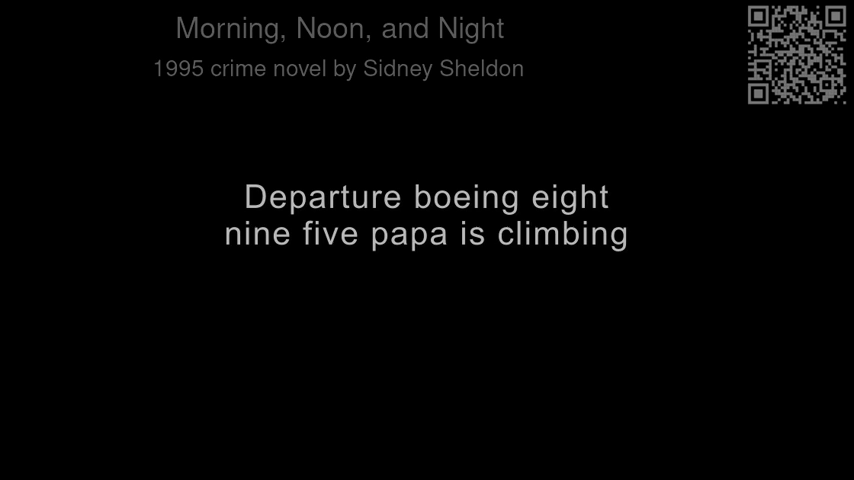 Morning, Noon, and Night
1995 crime novel by Sidney Sheldon
Departure boeing eight
nine five papa is climbing